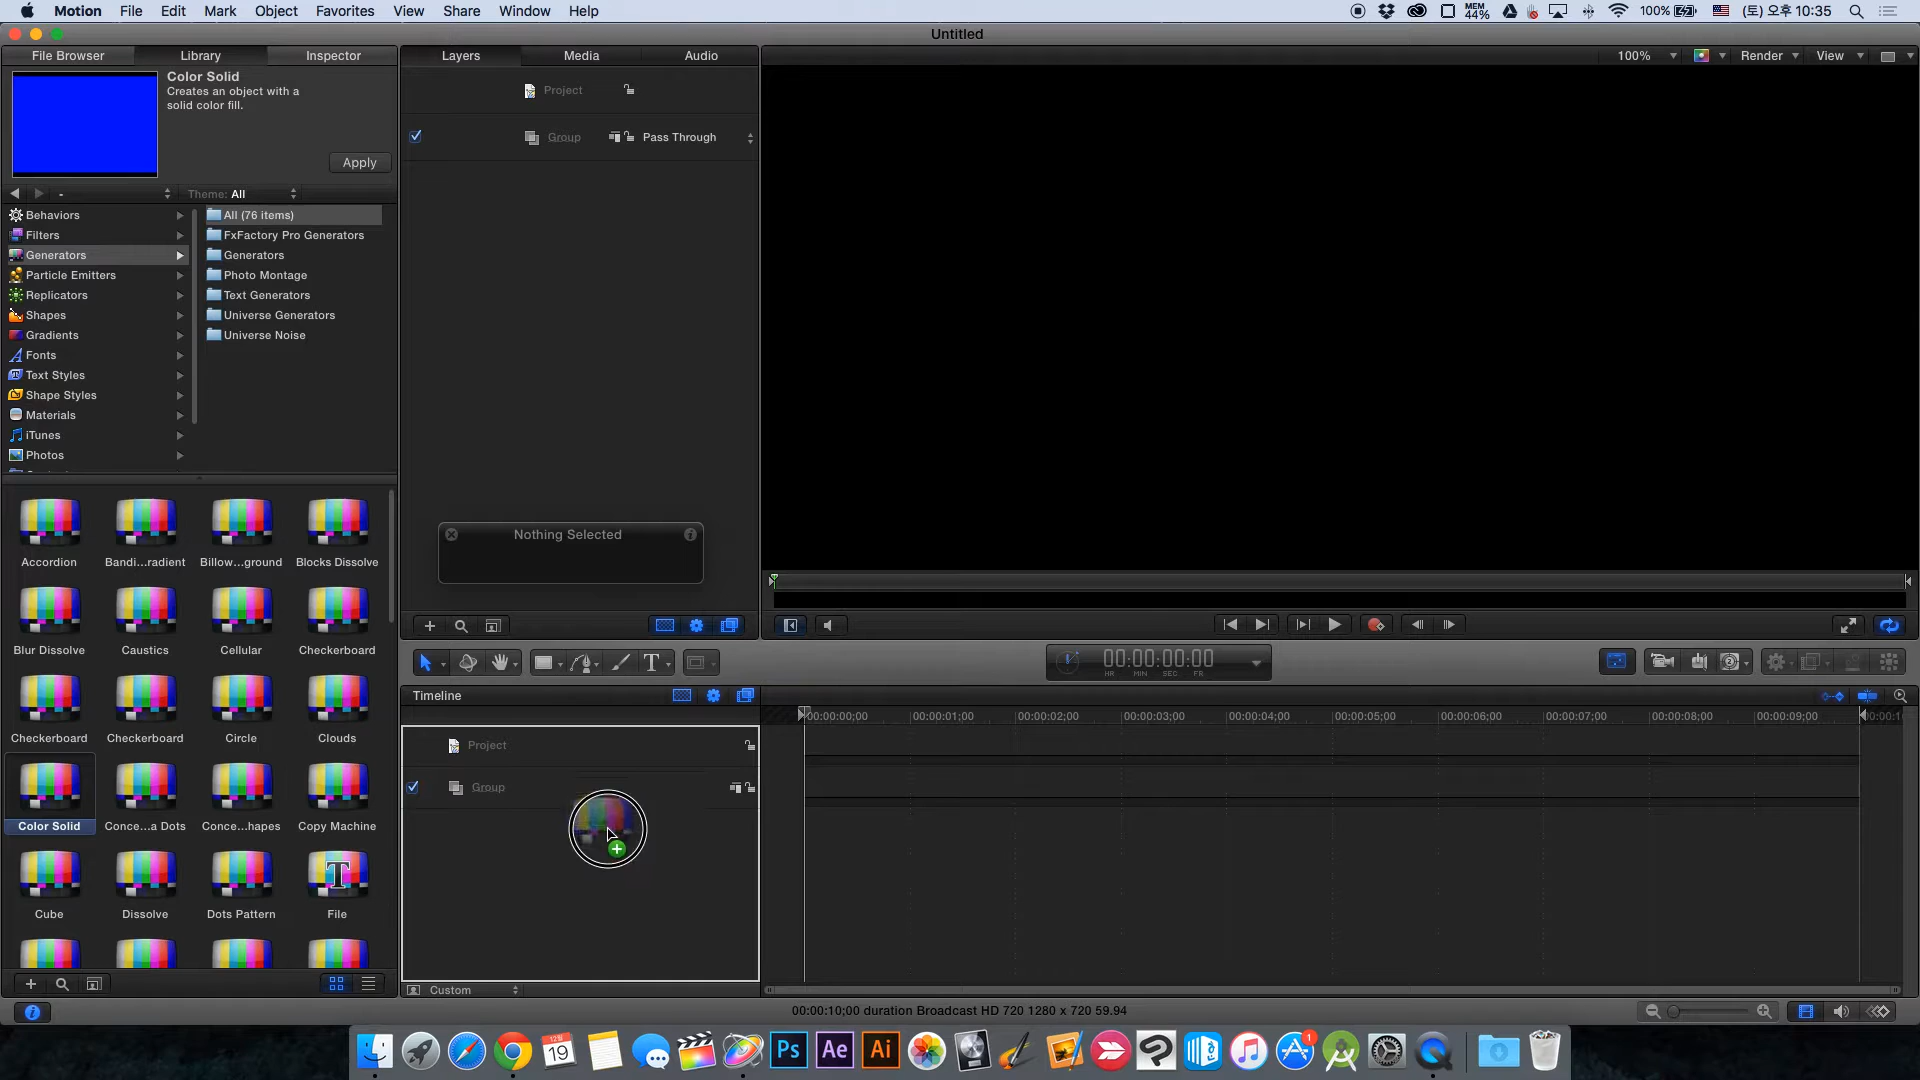 Motion File Edit Mark Object Favorites View Share Window Help
MEM 44% 100% (토) 오후 10:35
Untitled
File Browser Library Inspector
Layers Media Audio
100% Render View
Color Solid
Creates an object with a
solid color fill.
Apply
Project
Group Pass Through
- Theme: All
Behaviors
Filters
Generators
Particle Emitters
Replicators
Shapes
Gradients
Fonts
Text Styles
Shape Styles
Materials
iTunes
Photos
All (76 items)
FxFactory Pro Generators
Generators
Photo Montage
Text Generators
Universe Generators
Universe Noise
Nothing Selected
Accordion Bandi...radient Billow...ground Blocks Dissolve
Blur Dissolve Caustics Cellular Checkerboard
Checkerboard Checkerboard Circle Clouds
Color Solid Conce...a Dots Conce...hapes Copy Machine
Cube Dissolve Dots Pattern File
T
00:00:00:00
HR MIN SEC FR
Timeline
00:00:00;00 00:00:01;00 00:00:02;00 00:00:03;00 00:00:04;00 00:00:05;00 00:00:06;00 00:00:07;00 00:00:08;00 00:00:09;00
Project
Group
Custom
00:00:10;00 duration Broadcast HD 720 1280 x 720 59.94
19 Ps Ae Ai 1